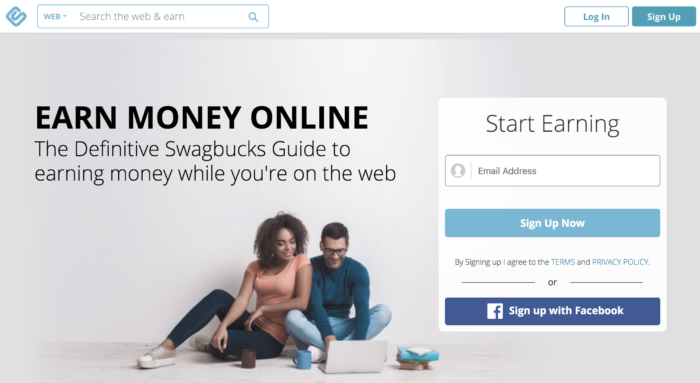 WEB
Search the web & earn
Log In
Sign Up
EARN MONEY ONLINE
The Definitive Swagbucks Guide to
earning money while you're on the web
Start Earning
Email Address
Sign Up Now
By Signing up I agree to the TERMS and PRIVACY POLICY.
or
Sign up with Facebook